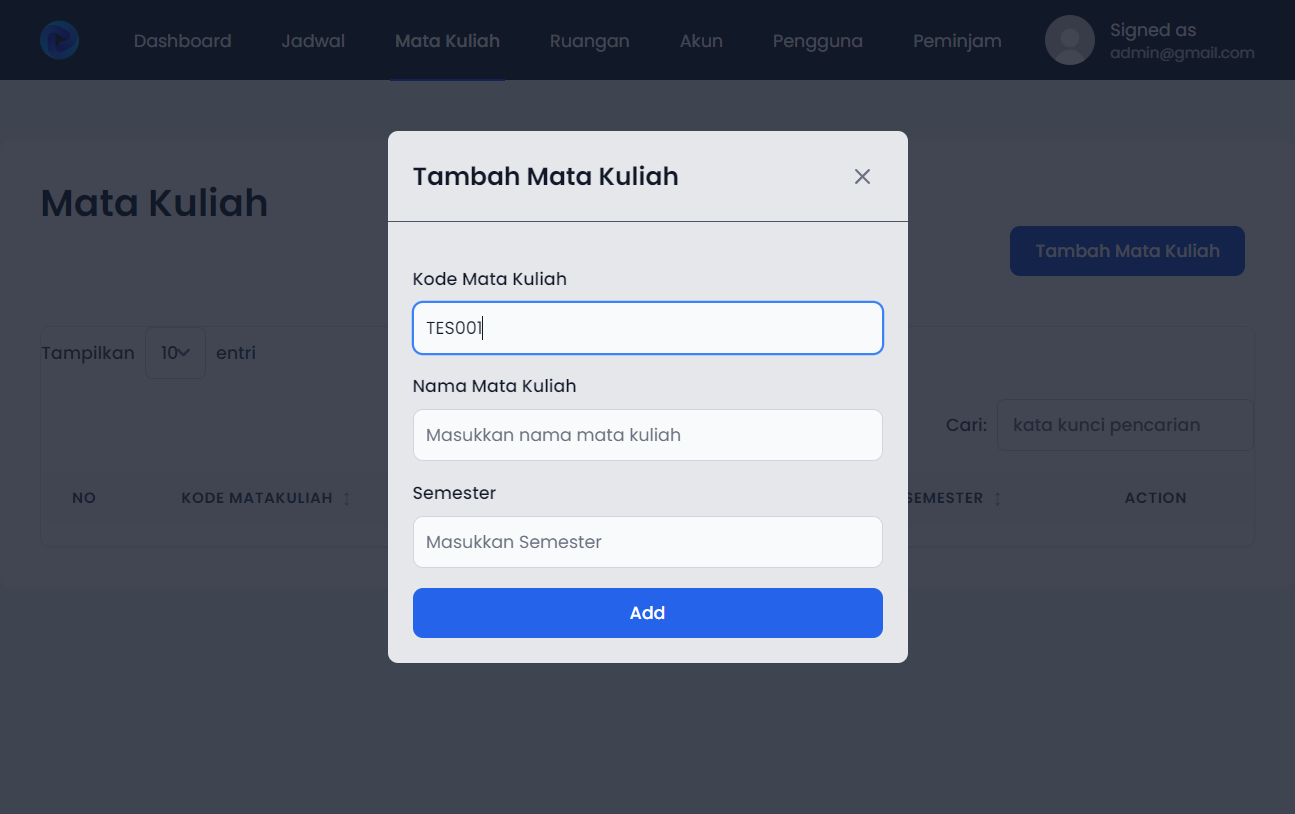 Dashboard Jadwal Mata Kuliah Ruangan Akun Pengguna Peminjam Signed as
admin@gmail.com
Tambah Mata Kuliah
Mata Kuliah
Tambah Mata Kuliah
Kode Mata Kuliah
TES001
Tampilkan 10 entri
Nama Mata Kuliah
Masukkan nama mata kuliah
Cari: kata kunci pencarian
Semester
NO KODE MATAKULIAH SEMESTER ACTION
Masukkan Semester
Add